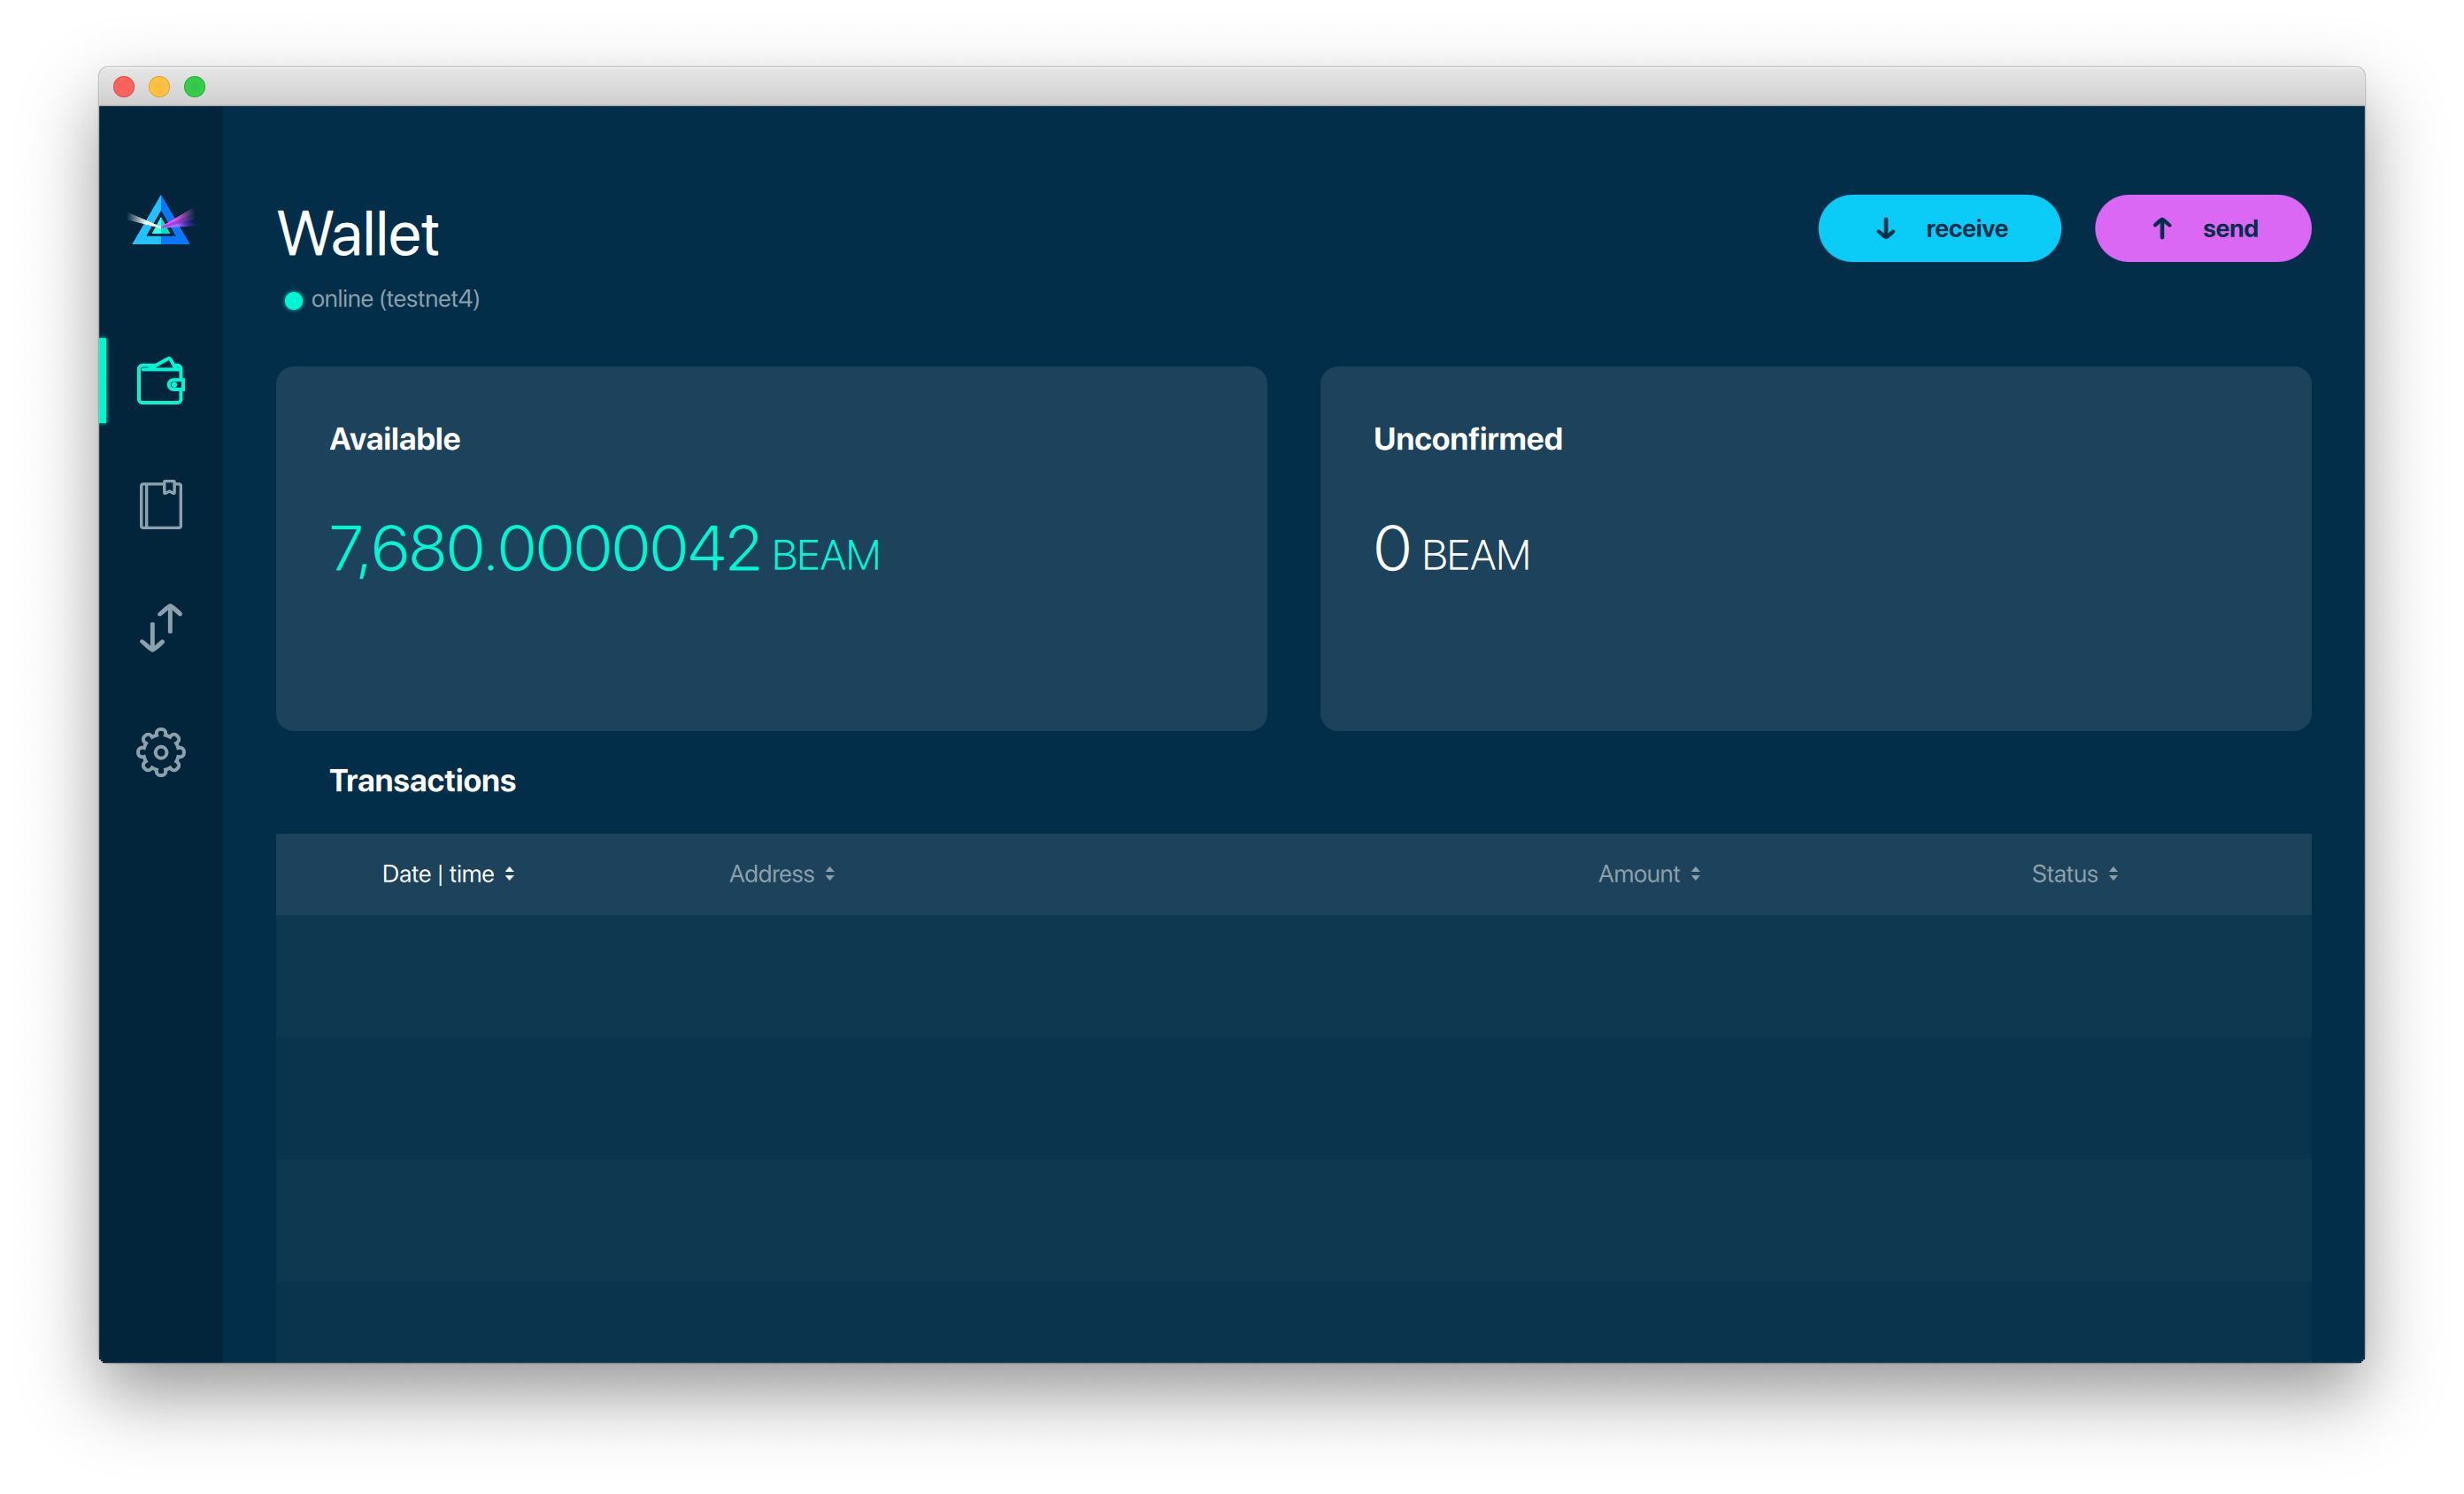 Wallet
receive
send
online (testnet4)
Available
Unconfirmed
7,680.0000042 BEAM
0 BEAM
Transactions
Date | time
Address
Amount
Status